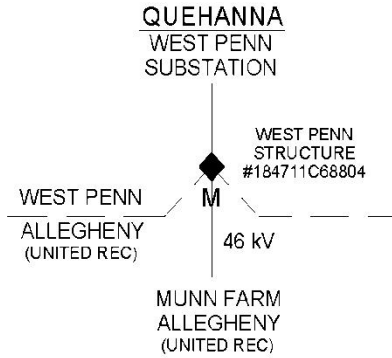 QUEHANNA
WEST PENN
SUBSTATION
WEST PENN
STRUCTURE
#184711C68804
M
WEST PENN
ALLEGHENY
(UNITED REC)
46 kV
MUNN FARM
ALLEGHENY
(UNITED REC)